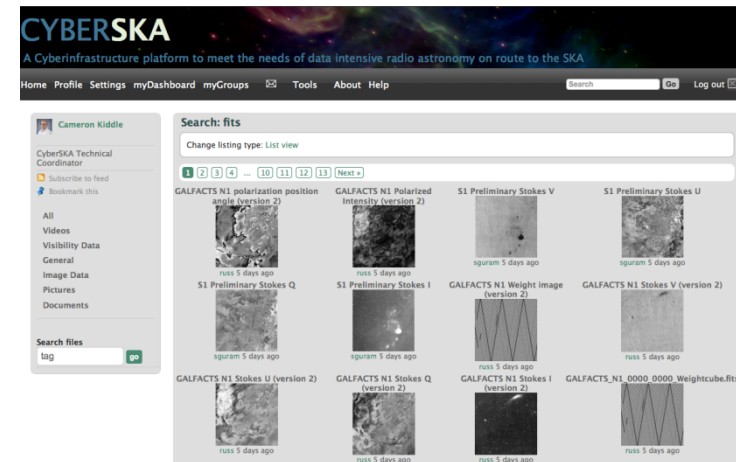 CYBERSKA
A Cyberinfrastructure platform to meet the needs of data intensive radio astronomy on route to the SKA
Home Profile Settings myDashboard myGroups Tools About Help Search Go Log out
Cameron Kiddle
CyberSKA Technical
Coordinator
Subscribe to feed
Bookmark this
All
Videos
Visibility Data
General
Image Data
Pictures
Documents
Search files
tag go
Search: fits
Change listing type: List view
1 2 3 4 ... 10 11 12 13 Next »
GALFACTS N1 polarization position
angle (version 2)
russ 5 days ago
GALFACTS N1 Polarized
Intensity (version 2)
russ 5 days ago
S1 Preliminary Stokes V
sguram 5 days ago
S1 Preliminary Stokes U
sguram 5 days ago
S1 Preliminary Stokes Q
sguram 5 days ago
S1 Preliminary Stokes I
sguram 5 days ago
GALFACTS N1 Weight image
(version 2)
russ 5 days ago
GALFACTS N1 Stokes V (version 2)
russ 5 days ago
GALFACTS N1 Stokes U (version 2)
russ 5 days ago
GALFACTS N1 Stokes Q
(version 2)
russ 5 days ago
GALFACTS N1 Stokes I
(version 2)
russ 5 days ago
GALFACTS_N1_0000_0000_Weightcube.fits
russ 5 days ago